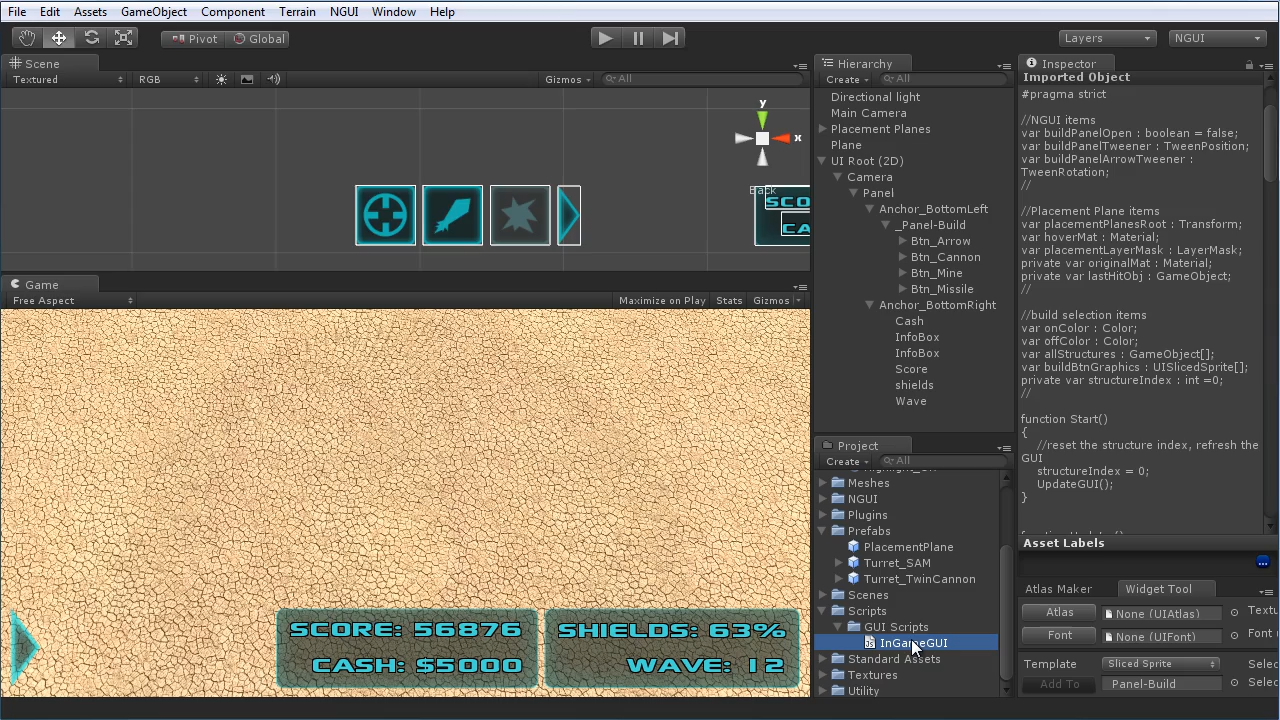 File Edit Assets GameObject Component Terrain NGUI Window Help
Pivot Global Layers NGUI
Scene
Textured RGB Gizmos All
y
x
Back
SCO
CA
Game
Free Aspect Maximize on Play Stats Gizmos
SCORE: 56876
CASH: $5000
SHIELDS: 63%
WAVE: 12
Hierarchy
Create All
Directional light
Main Camera
Placement Planes
Plane
UI Root (2D)
Camera
Panel
Anchor_BottomLeft
_Panel-Build
Btn_Arrow
Btn_Cannon
Btn_Mine
Btn_Missile
Anchor_BottomRight
Cash
InfoBox
InfoBox
Score
shields
Wave
Project
Create All
Meshes
NGUI
Plugins
Prefabs
PlacementPlane
Turret_SAM
Turret_TwinCannon
Scenes
Scripts
GUI Scripts
InGameGUI
Standard Assets
Textures
Utility
Inspector
Imported Object
#pragma strict
//NGUI items
var buildPanelOpen : boolean = false;
var buildPanelTweener : TweenPosition;
var buildPanelArrowTweener :
TweenRotation;
//
//Placement Plane items
var placementPlanesRoot : Transform;
var hoverMat : Material;
var placementLayerMask : LayerMask;
private var originalMat : Material;
private var lastHitObj : GameObject;
//
//build selection items
var onColor : Color;
var offColor : Color;
var allStructures : GameObject[];
var buildBtnGraphics : UISlicedSprite[];
private var structureIndex : int =0;
//
function Start()
{
//reset the structure index, refresh the
GUI
structureIndex = 0;
UpdateGUI();
}
Asset Labels
Atlas Maker Widget Tool
Atlas None (UIAtlas) Textu
Font None (UIFont) Font
Template Sliced Sprite Selec
Add To Panel-Build Selec